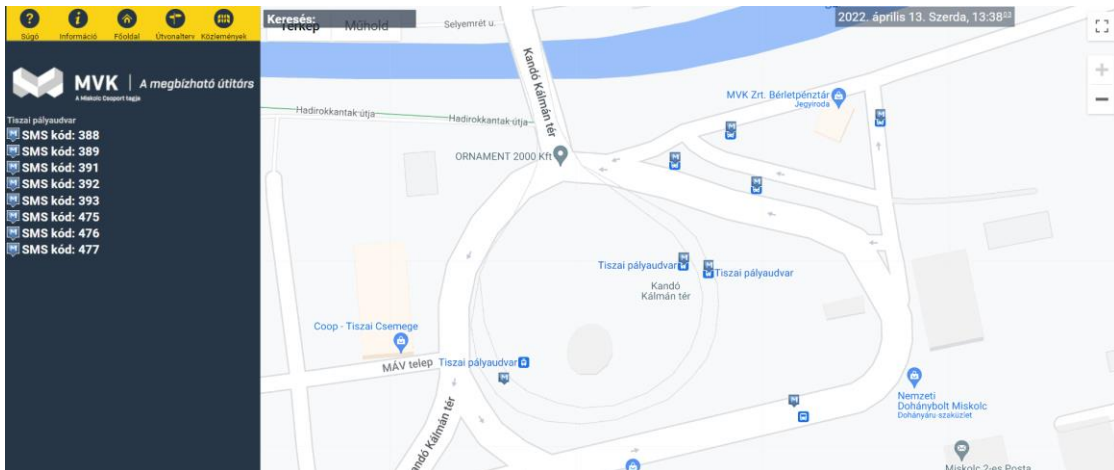 Súgó
Információ
Főoldal
Útvonalterv
Közlemények
MVK
A Miskolc Csoport tagja
A megbízható útitárs
Tiszai pályaudvar
SMS kód: 388
SMS kód: 389
SMS kód: 391
SMS kód: 392
SMS kód: 393
SMS kód: 475
SMS kód: 476
SMS kód: 477
Keresés:
Térkép
Műhold
Selyemrét u.
2022. április 13. Szerda, 13:38
Kandó Kálmán tér
MVK Zrt. Bérletpénztár
Jegyiroda
Hadirokkantak útja
Hadirokkantak útja
ORNAMENT 2000 Kft
Tiszai pályaudvar
Tiszai pályaudvar
Kandó
Kálmán tér
Coop - Tiszai Csemege
MÁV telep
Tiszai pályaudvar
Nemzeti
Dohánybolt Miskolc
Dohányáru-szaküzlet
Kálmán tér
Miskolc 2-es Posta